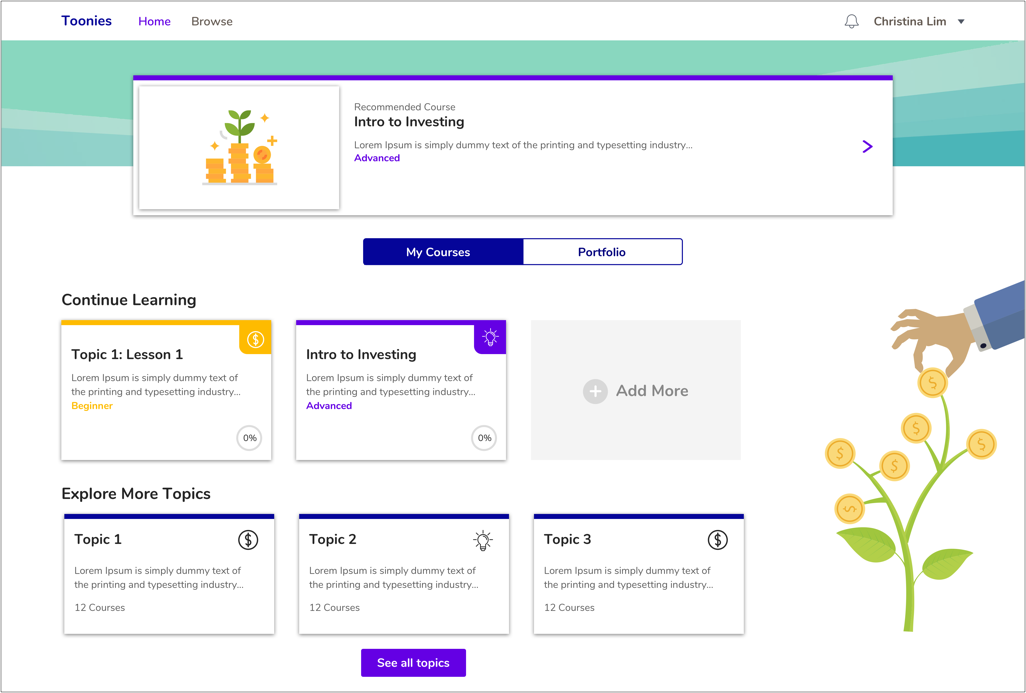 Toonies Home Browse Christina Lim
Recommended Course
Intro to Investing
Lorem Ipsum is simply dummy text of the printing and typesetting industry...
Advanced
My Courses Portfolio
Continue Learning
Topic 1: Lesson 1
Lorem Ipsum is simply dummy text of
the printing and typesetting industry...
Beginner
0%
Intro to Investing
Lorem Ipsum is simply dummy text of
the printing and typesetting industry...
Advanced
0%
Add More
Explore More Topics
Topic 1
Lorem Ipsum is simply dummy text of
the printing and typesetting industry...
12 Courses
Topic 2
Lorem Ipsum is simply dummy text of
the printing and typesetting industry...
12 Courses
Topic 3
Lorem Ipsum is simply dummy text of
the printing and typesetting industry...
12 Courses
See all topics